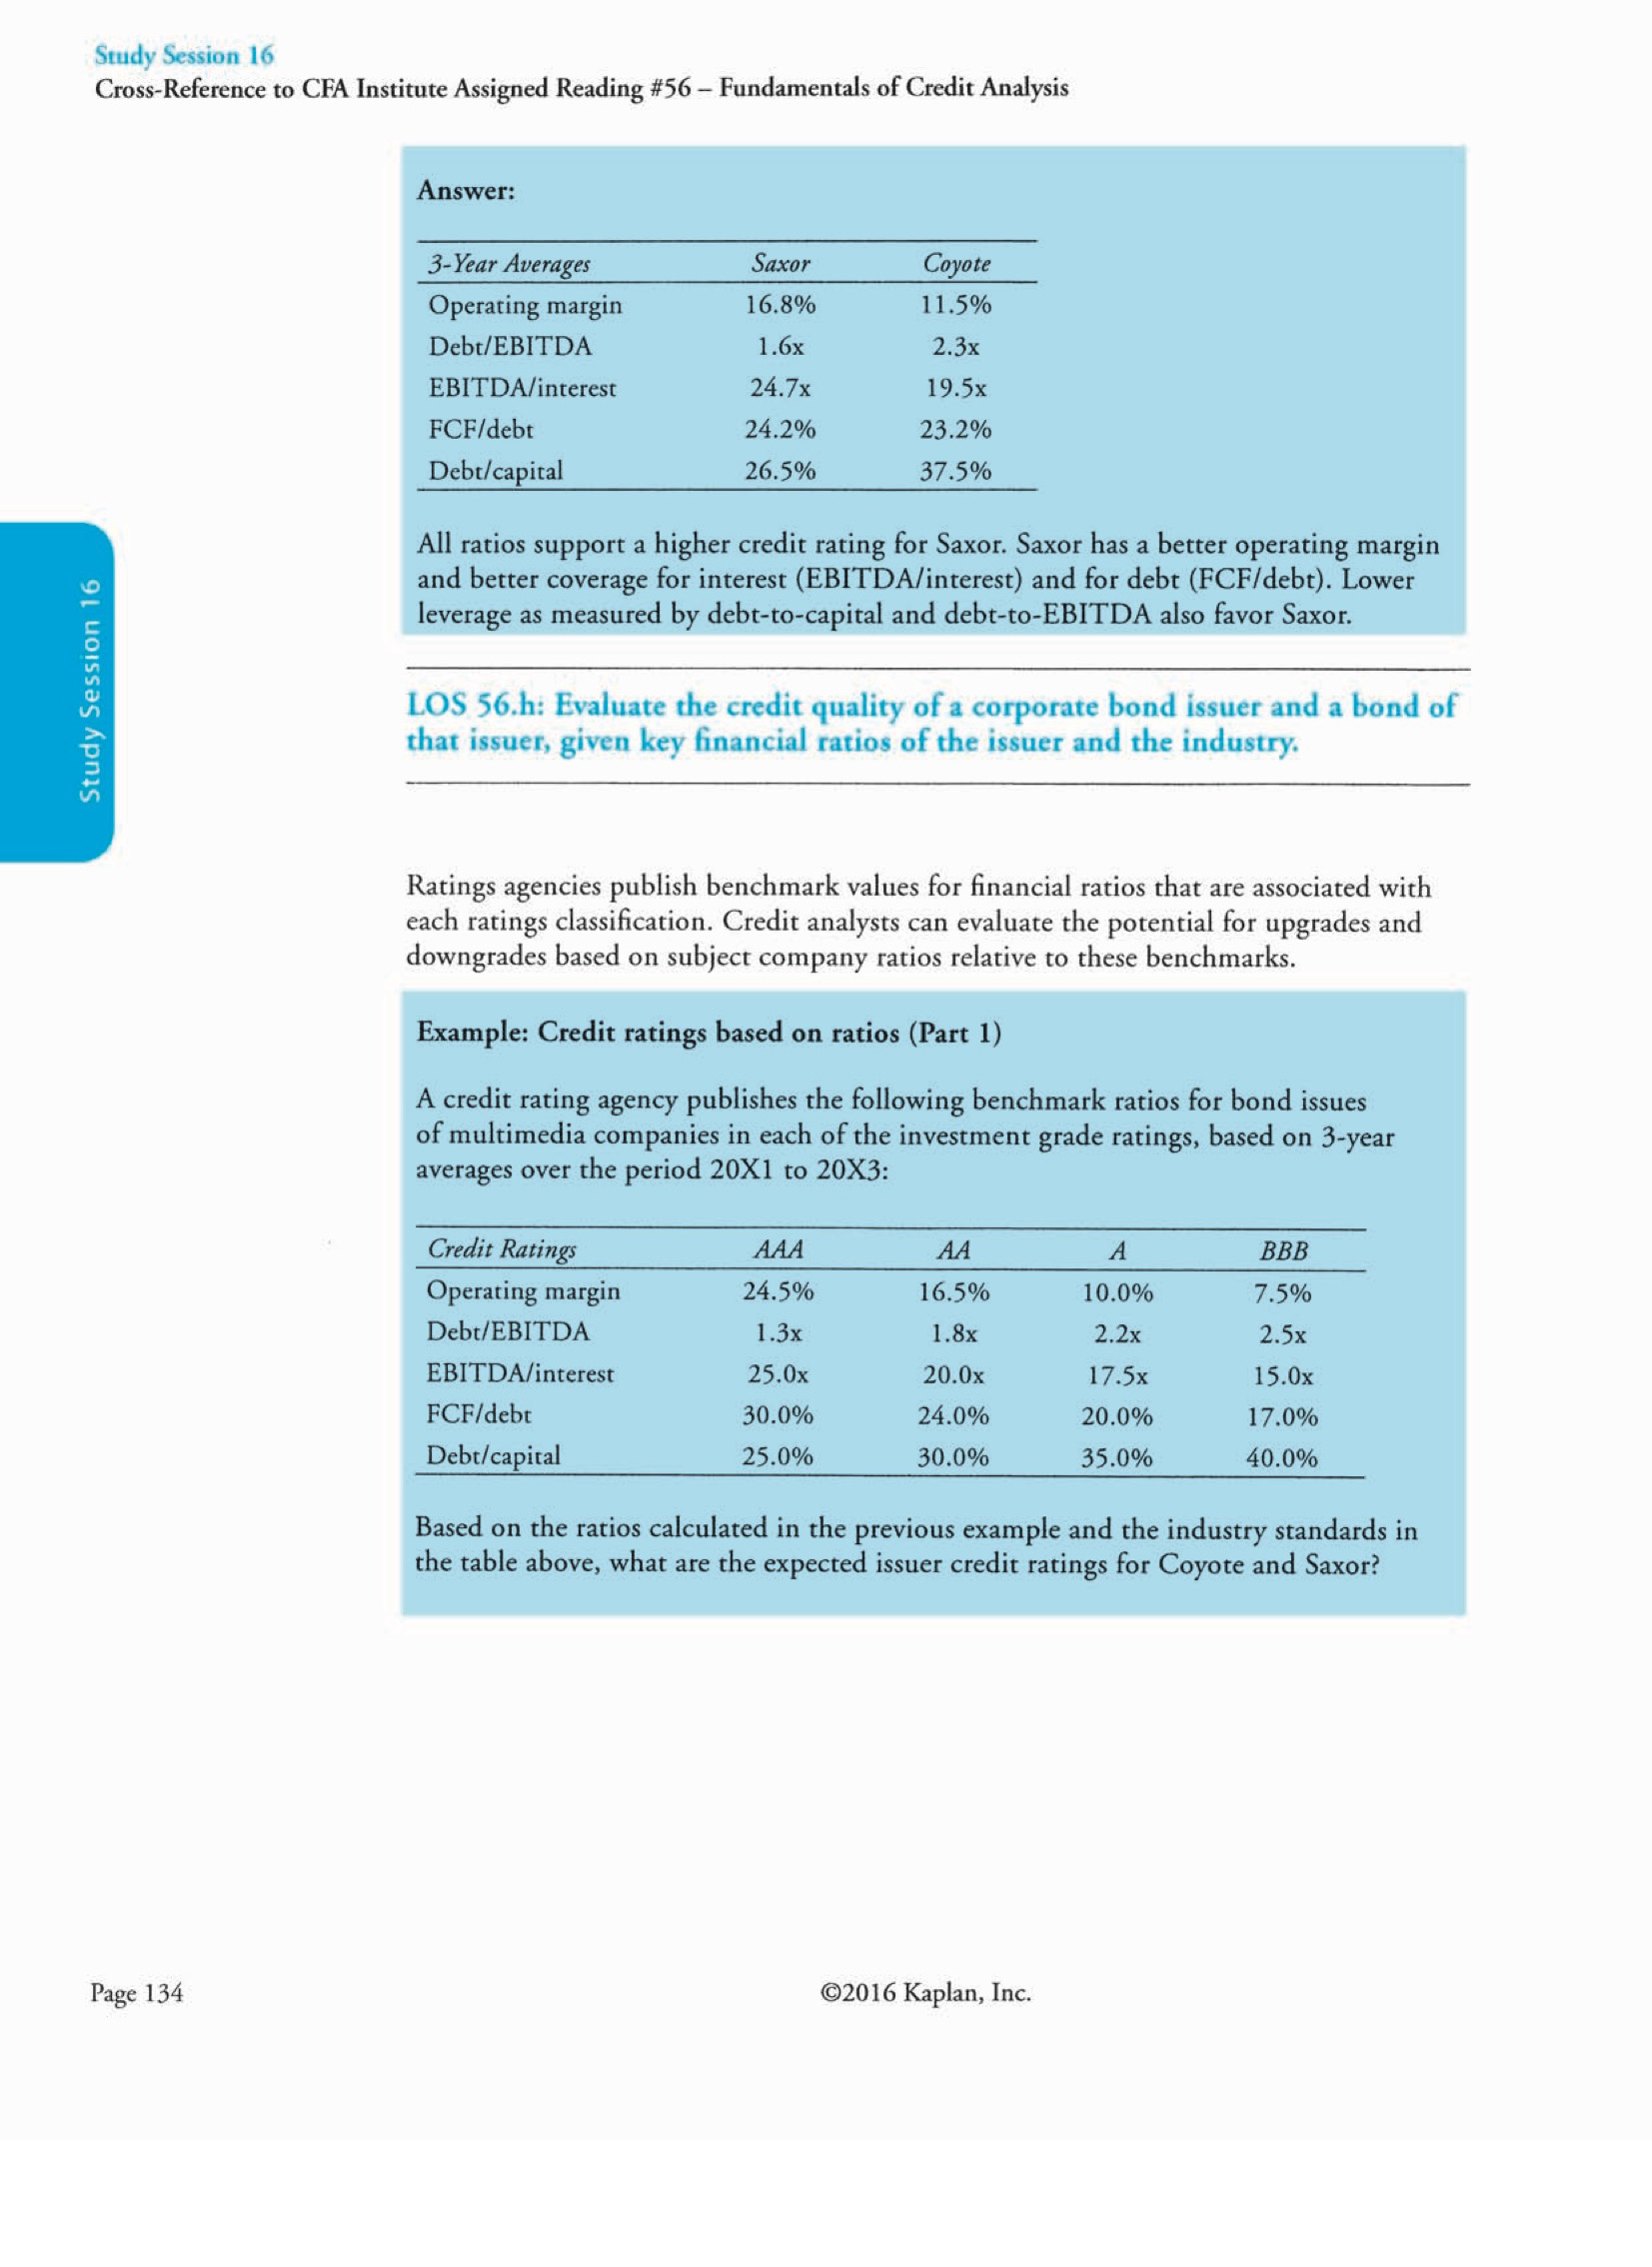 Study Session 16
Cross-Reference to CFA Institute Assigned Reading #56 – Fundamentals of Credit Analysis
Answer:
3-Year Averages Saxor Coyote
Operating margin 16.8% 11.5%
Debt/EBITDA 1.6x 2.3x
EBITDA/interest 24.7x 19.5x
FCF/debt 24.2% 23.2%
Debt/capital 26.5% 37.5%
All ratios support a higher credit rating for Saxor. Saxor has a better operating margin
and better coverage for interest (EBITDA/interest) and for debt (FCF/debt). Lower
leverage as measured by debt-to-capital and debt-to-EBITDA also favor Saxor.
Study Session 16
LOS 56.h: Evaluate the credit quality of a corporate bond issuer and a bond of
that issuer, given key financial ratios of the issuer and the industry.
Ratings agencies publish benchmark values for financial ratios that are associated with
each ratings classification. Credit analysts can evaluate the potential for upgrades and
downgrades based on subject company ratios relative to these benchmarks.
Example: Credit ratings based on ratios (Part 1)
A credit rating agency publishes the following benchmark ratios for bond issues
of multimedia companies in each of the investment grade ratings, based on 3-year
averages over the period 20X1 to 20X3:
Credit Ratings AAA AA A BBB
Operating margin 24.5% 16.5% 10.0% 7.5%
Debt/EBITDA 1.3x 1.8x 2.2x 2.5x
EBITDA/interest 25.0x 20.0x 17.5x 15.0x
FCF/debt 30.0% 24.0% 20.0% 17.0%
Debt/capital 25.0% 30.0% 35.0% 40.0%
Based on the ratios calculated in the previous example and the industry standards in
the table above, what are the expected issuer credit ratings for Coyote and Saxor?
Page 134
©2016 Kaplan, Inc.